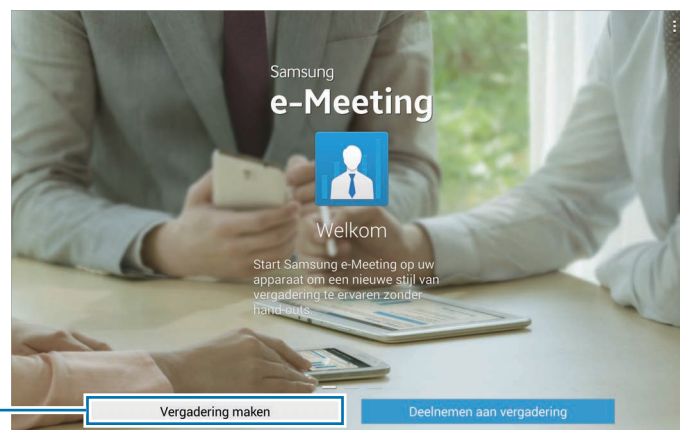 Samsung
e-Meeting
Welkom
Start Samsung e-Meeting op uw
apparaat om een nieuwe stijl van
vergadering te ervaren zonder
hand-outs.
Vergadering maken
Deelnemen aan vergadering